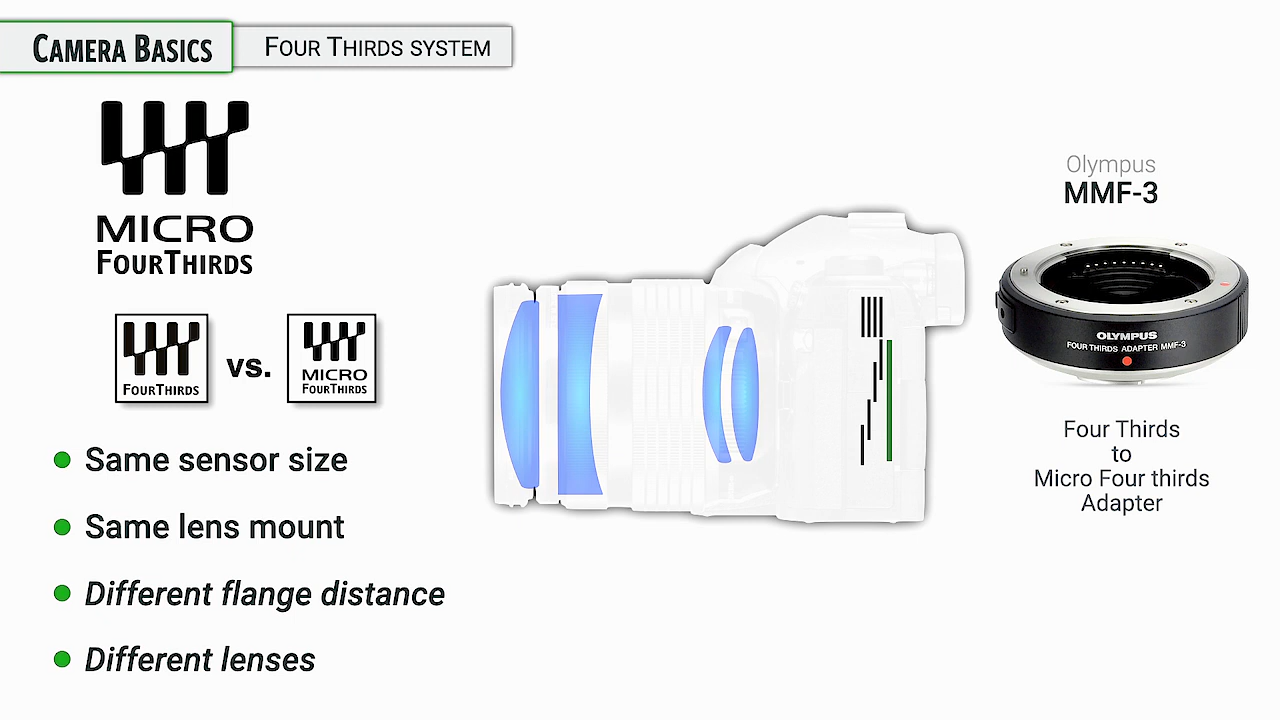 CAMERA BASICS
FOUR THIRDS SYSTEM
MICRO
FOURTHIRDS
FOURTHIRDS
vs.
MICRO
FOURTHIRDS
Same sensor size
Same lens mount
Different flange distance
Different lenses
Olympus
MMF-3
OLYMPUS
FOUR THIRDS ADAPTER MMF-3
Four Thirds
to
Micro Four thirds
Adapter